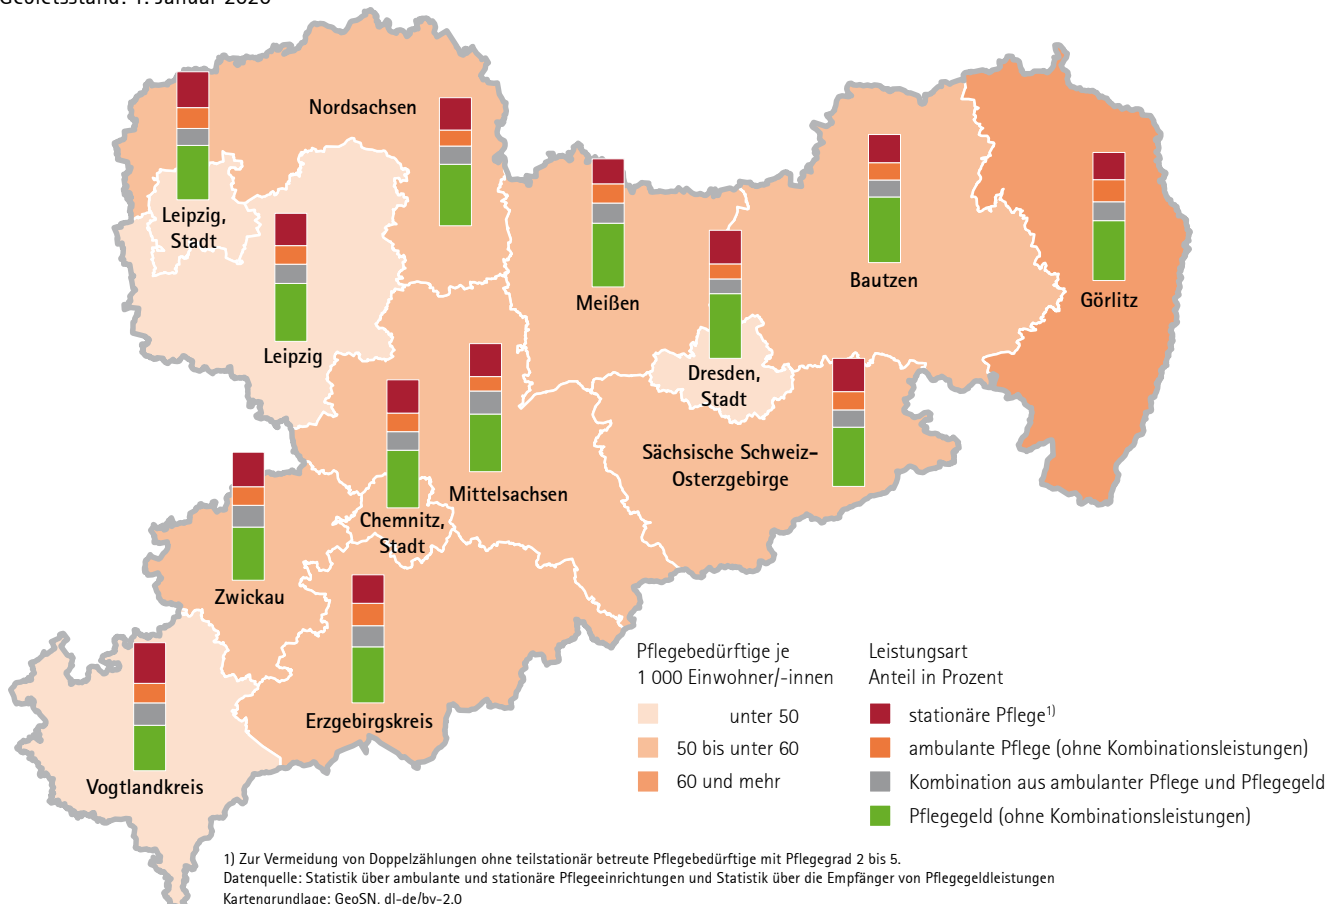 Gebietsstand: 1. Januar 2020
Nordsachsen
Leipzig,
Stadt
Leipzig
Meißen
Bautzen
Görlitz
Dresden,
Stadt
Sächsische Schweiz-
Osterzgebirge
Mittelsachsen
Chemnitz,
Stadt
Zwickau
Erzgebirgskreis
Vogtlandkreis
Pflegebedürftige je
1 000 Einwohner/-innen
unter 50
50 bis unter 60
60 und mehr
Leistungsart
Anteil in Prozent
stationäre Pflege1)
ambulante Pflege (ohne Kombinationsleistungen)
Kombination aus ambulanter Pflege und Pflegegeld
Pflegegeld (ohne Kombinationsleistungen)
1) Zur Vermeidung von Doppelzählungen ohne teilstationär betreute Pflegebedürftige mit Pflegegrad 2 bis 5.
Datenquelle: Statistik über ambulante und stationäre Pflegeeinrichtungen und Statistik über die Empfänger von Pflegegeldleistungen
Kartengrundlage: GeoSN, dl-de/by-2.0